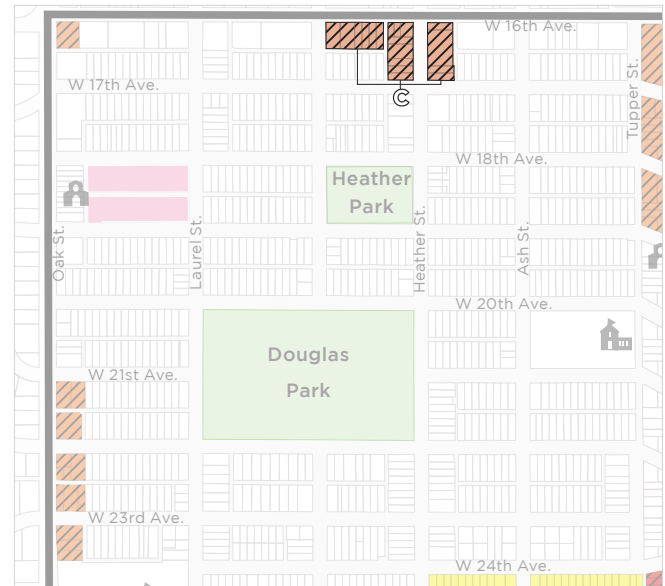 W 16th Ave.
W 17th Ave.
C
Tupper St.
W 18th Ave.
Heather
Park
Oak St.
Laurel St.
Heather St.
Ash St.
W 20th Ave.
Douglas
Park
W 21st Ave.
W 23rd Ave.
W 24th Ave.